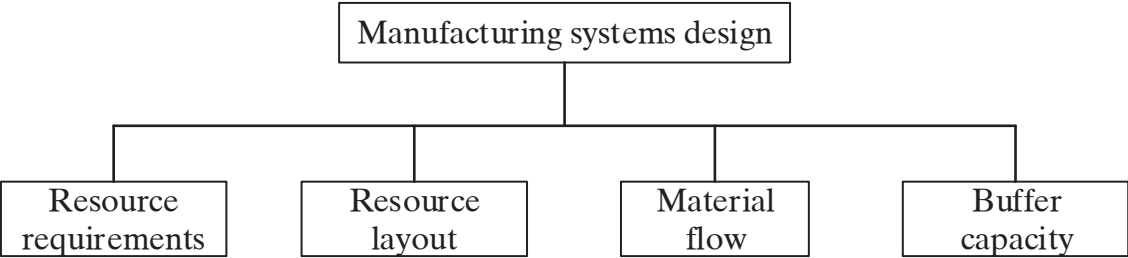 Manufacturing systems design
Resource
requirements
Resource
layout
Material
flow
Buffer
capacity